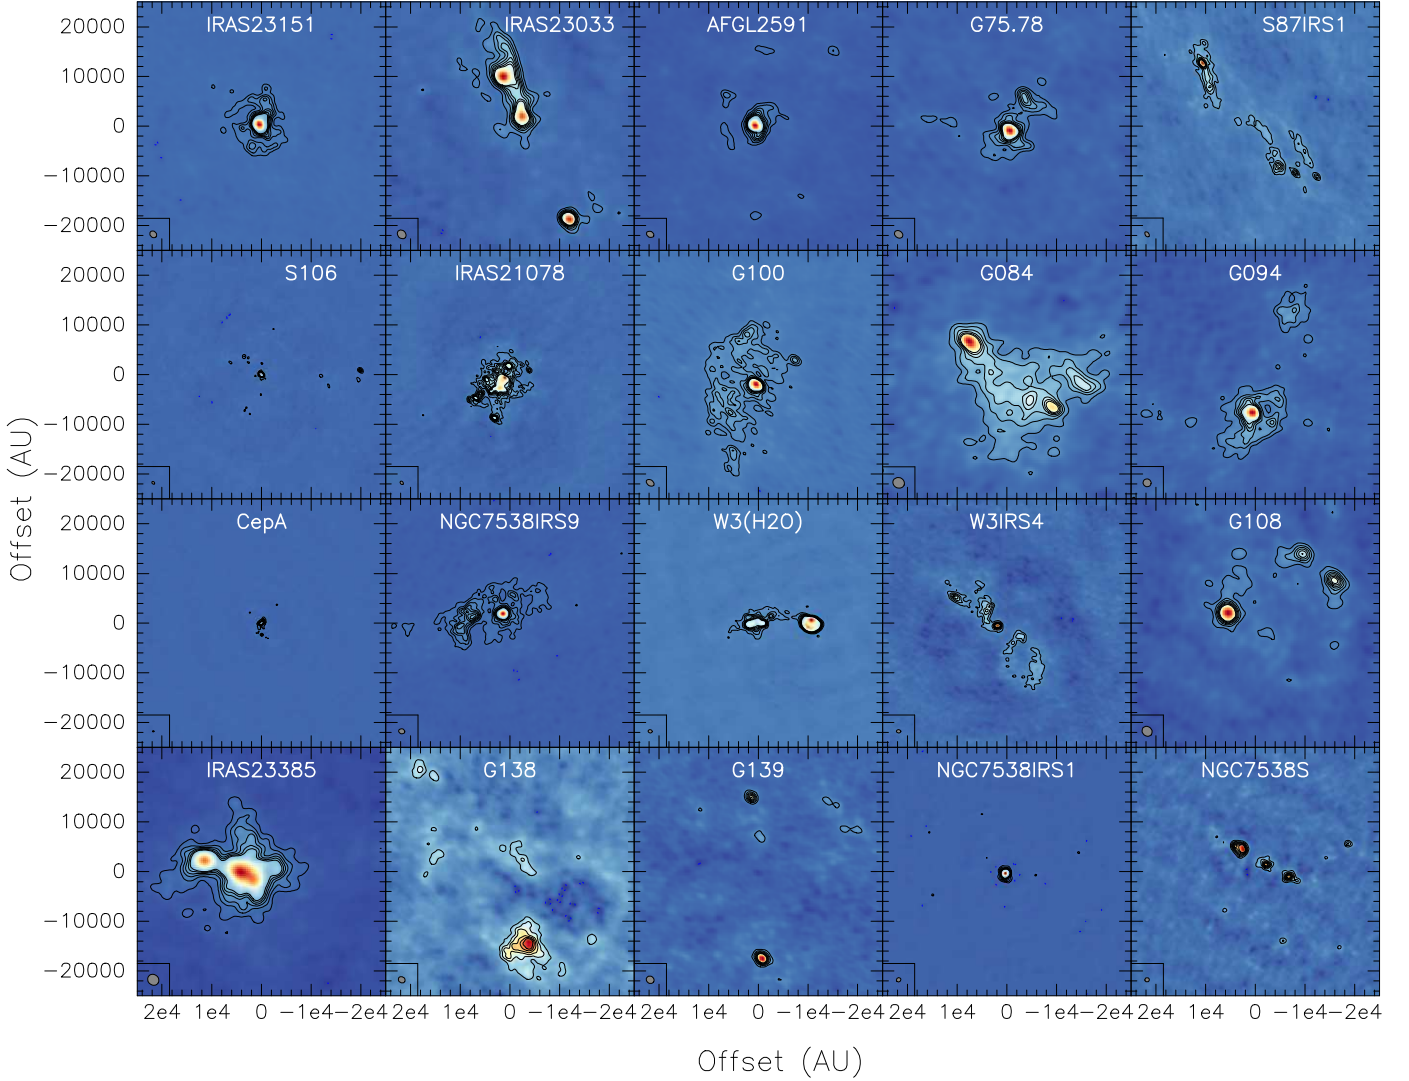 IRAS23151 IRAS23033 AFGL2591 G75.78 S87IRS1
20000
10000
0
−10000
−20000
S106 IRAS21078 G100 G084 G094
20000
10000
0
−10000
−20000
CepA NGC7538IRS9 W3(H2O) W3IRS4 G108
20000
10000
0
−10000
−20000
IRAS23385 G138 G139 NGC7538IRS1 NGC7538S
20000
10000
0
−10000
−20000
Offset (AU)
2e4 1e4 0 −1e4 −2e4 2e4 1e4 0 −1e4 −2e4 2e4 1e4 0 −1e4 −2e4 2e4 1e4 0 −1e4 −2e4 2e4 1e4 0 −1e4 −2e4
Offset (AU)